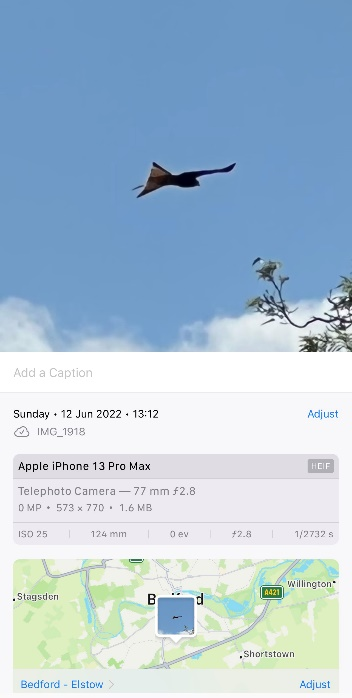 Add a Caption
Sunday • 12 Jun 2022 • 13:12
Adjust
IMG_1918
Apple iPhone 13 Pro Max
HEIF
Telephoto Camera — 77 mm ƒ2.8
0 MP • 573 × 770 • 1.6 MB
ISO 25
124 mm
0 ev
ƒ2.8
1/2732 s
Willington
Stagsden
A421
Shortstown
Bedford - Elstow
Adjust